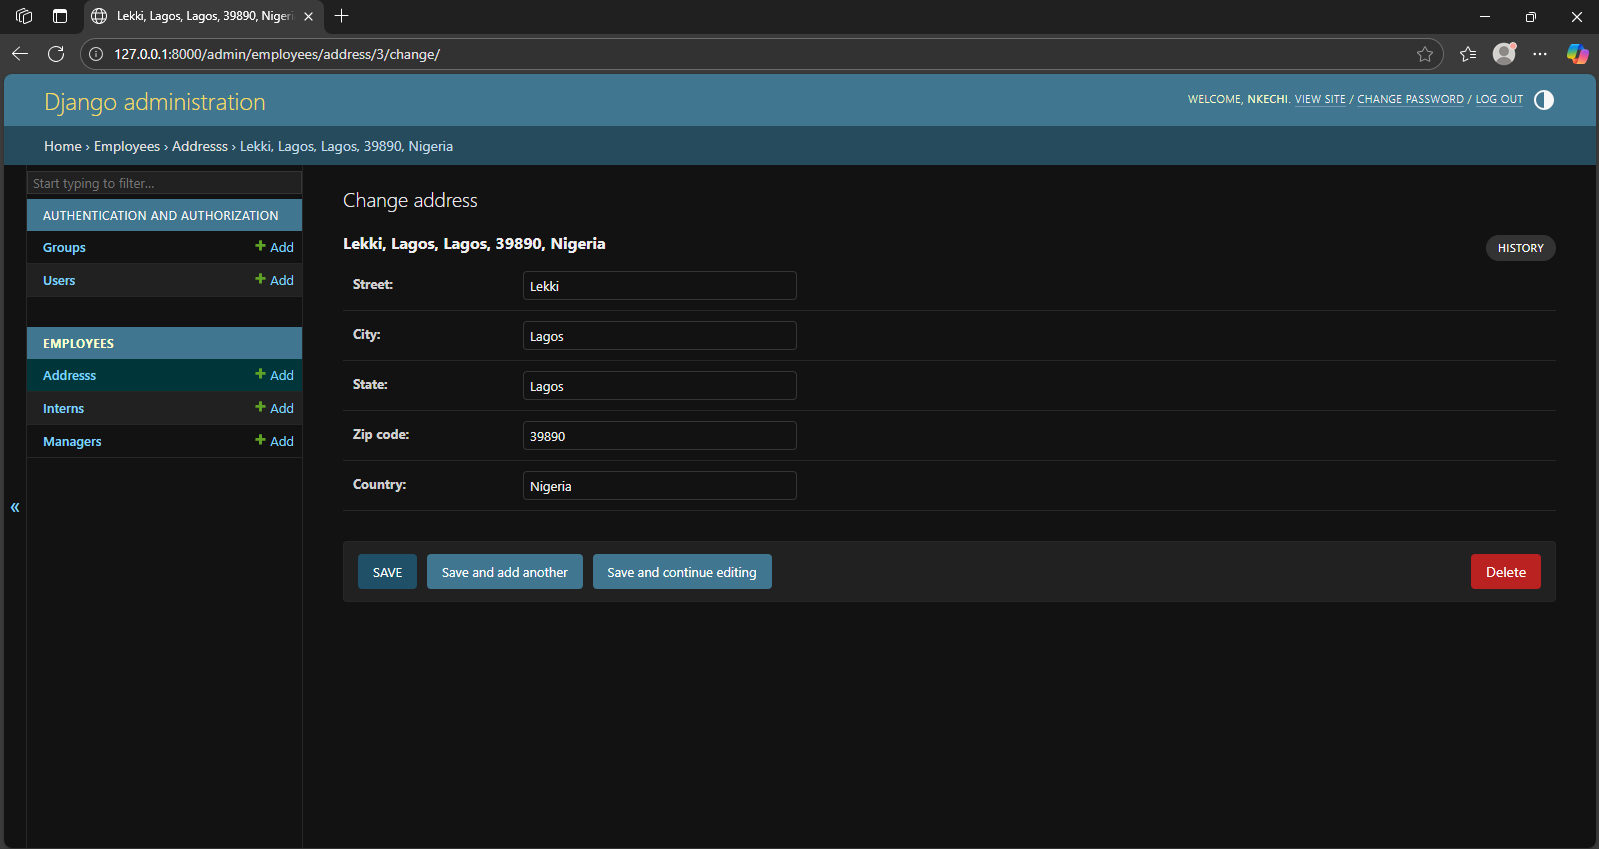 Lekki, Lagos, Lagos, 39890, Nigeri
127.0.0.1:8000/admin/employees/address/3/change/
Django administration
WELCOME, NKECHI. VIEW SITE / CHANGE PASSWORD / LOG OUT
Home › Employees › Addresss › Lekki, Lagos, Lagos, 39890, Nigeria
Start typing to filter...
AUTHENTICATION AND AUTHORIZATION
Groups + Add
Users + Add
EMPLOYEES
Addresss + Add
Interns + Add
Managers + Add
«
Change address
Lekki, Lagos, Lagos, 39890, Nigeria
HISTORY
Street: Lekki
City: Lagos
State: Lagos
Zip code: 39890
Country: Nigeria
SAVE Save and add another Save and continue editing Delete